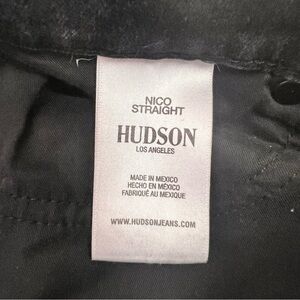 NICO
STRAIGHT
HUDSON
LOS ANGELES
MADE IN MEXICO
HECHO EN MÉXICO
FABRIQUÉ AU MEXIQUE
WWW.HUDSONJEANS.COM